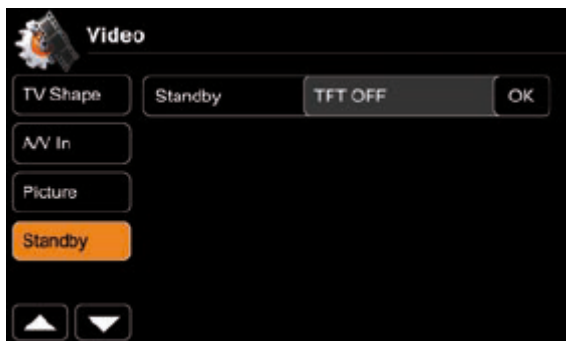 Video
TV Shape
Standby TFT OFF OK
A/V In
Picture
Standby